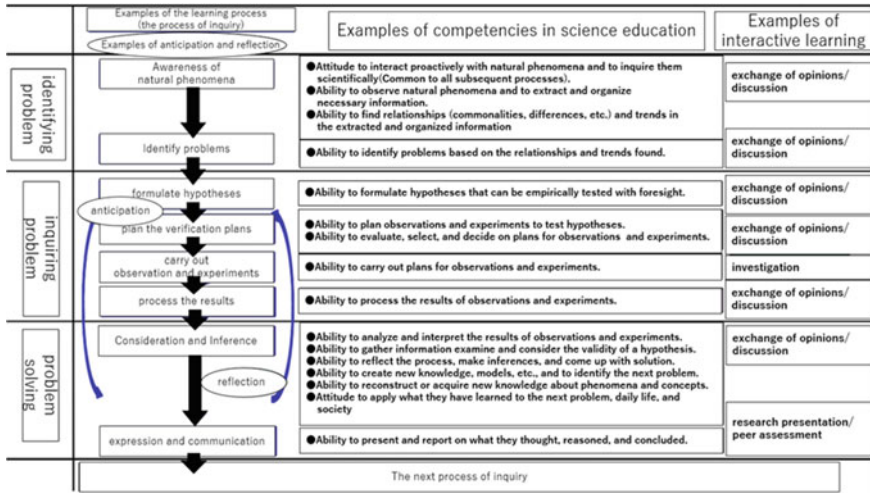 Examples of the learning process
(the process of inquiry)
Examples of anticipation and reflection
Examples of competencies in science education
Examples of
interactive learning
identifying
problem
Awareness of
natural phenomena
●Attitude to interact proactively with natural phenomena and to inquire them
scientifically(Common to all subsequent processes).
●Ability to observe natural phenomena and to extract and organize
necessary information.
●Ability to find relationships (commonalities, differences, etc.) and trends in
the extracted and organized information
exchange of opinions/
discussion
Identify problems
●Ability to identify problems based on the relationships and trends found.
exchange of opinions/
discussion
inquiring
problem
formulate hypotheses
●Ability to formulate hypotheses that can be empirically tested with foresight.
exchange of opinions/
discussion
anticipation
plan the verification plans
●Ability to plan observations and experiments to test hypotheses.
●Ability to evaluate, select, and decide on plans for observations and experiments.
exchange of opinions/
discussion
carry out
observation and experiments
●Ability to carry out plans for observations and experiments.
investigation
process the results
●Ability to process the results of observations and experiments.
exchange of opinions/
discussion
problem
solving
Consideration and Inference
●Ability to analyze and interpret the results of observations and experiments.
●Ability to gather information examine and consider the validity of a hypothesis.
●Ability to reflect the process, make inferences, and come up with solution.
●Ability to create new knowledge, models, etc., and to identify the next problem.
●Ability to reconstruct or acquire new knowledge about phenomena and concepts.
●Attitude to apply what they have learned to the next problem, daily life, and
society
exchange of opinions/
discussion
reflection
expression and communication
●Ability to present and report on what they thought, reasoned, and concluded.
research presentation/
peer assessment
The next process of inquiry